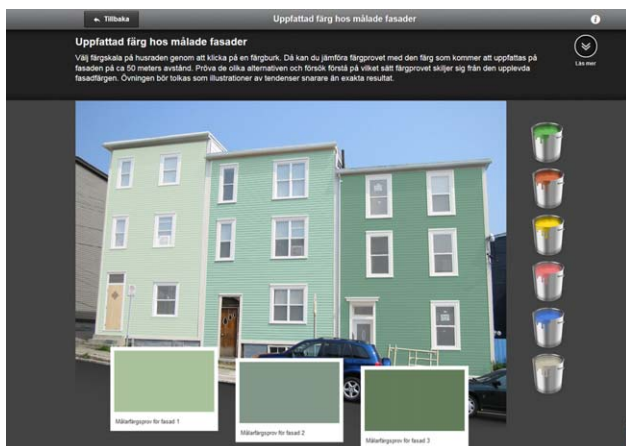 Tillbaka
Uppfattad färg hos målade fasader
Uppfattad färg hos målade fasader
Välj färgskala på husraden genom att klicka på en färgburk. Då kan du jämföra färgprovet med den färg som kommer att uppfattas på
fasaden på ca 50 meters avstånd. Pröva de olika alternativen och försök förstå på vilket sätt färgprovet skiljer sig från den upplevda
fasadfärgen. Övningen bör tolkas som illustrationer av tendenser snarare än exakta resultat.
Läs mer
Målarfärgsprov för fasad 1
Målarfärgsprov för fasad 2
Målarfärgsprov för fasad 3